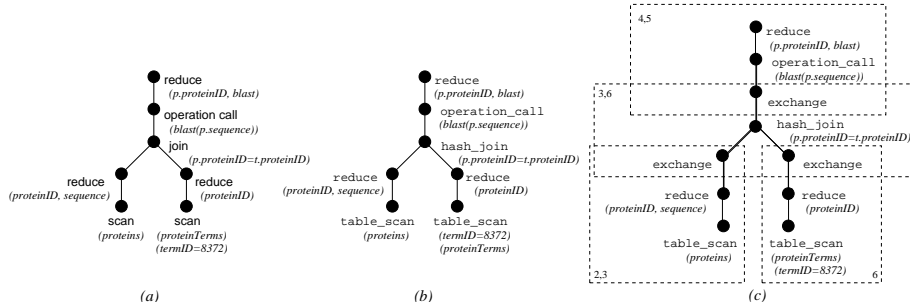 reduce
(p.proteinID, blast)
operation call
(blast(p.sequence))
join
(p.proteinID=t.proteinID)
reduce
(proteinID, sequence)
reduce
(proteinID)
scan
(proteins)
scan
(proteinTerms)
(termID=8372)
(a)
reduce
(p.proteinID, blast)
operation_call
(blast(p.sequence))
hash_join
(p.proteinID=t.proteinID)
reduce
(proteinID, sequence)
reduce
(proteinID)
table_scan
(proteins)
table_scan
(termID=8372)
(proteinTerms)
(b)
4,5
reduce
(p.proteinID, blast)
operation_call
(blast(p.sequence))
3,6
exchange
hash_join
(p.proteinID=t.proteinID)
exchange
exchange
reduce
(proteinID, sequence)
reduce
(proteinID)
table_scan
(proteins)
table_scan
(proteinTerms)
(termID=8372)
2,3
6
(c)